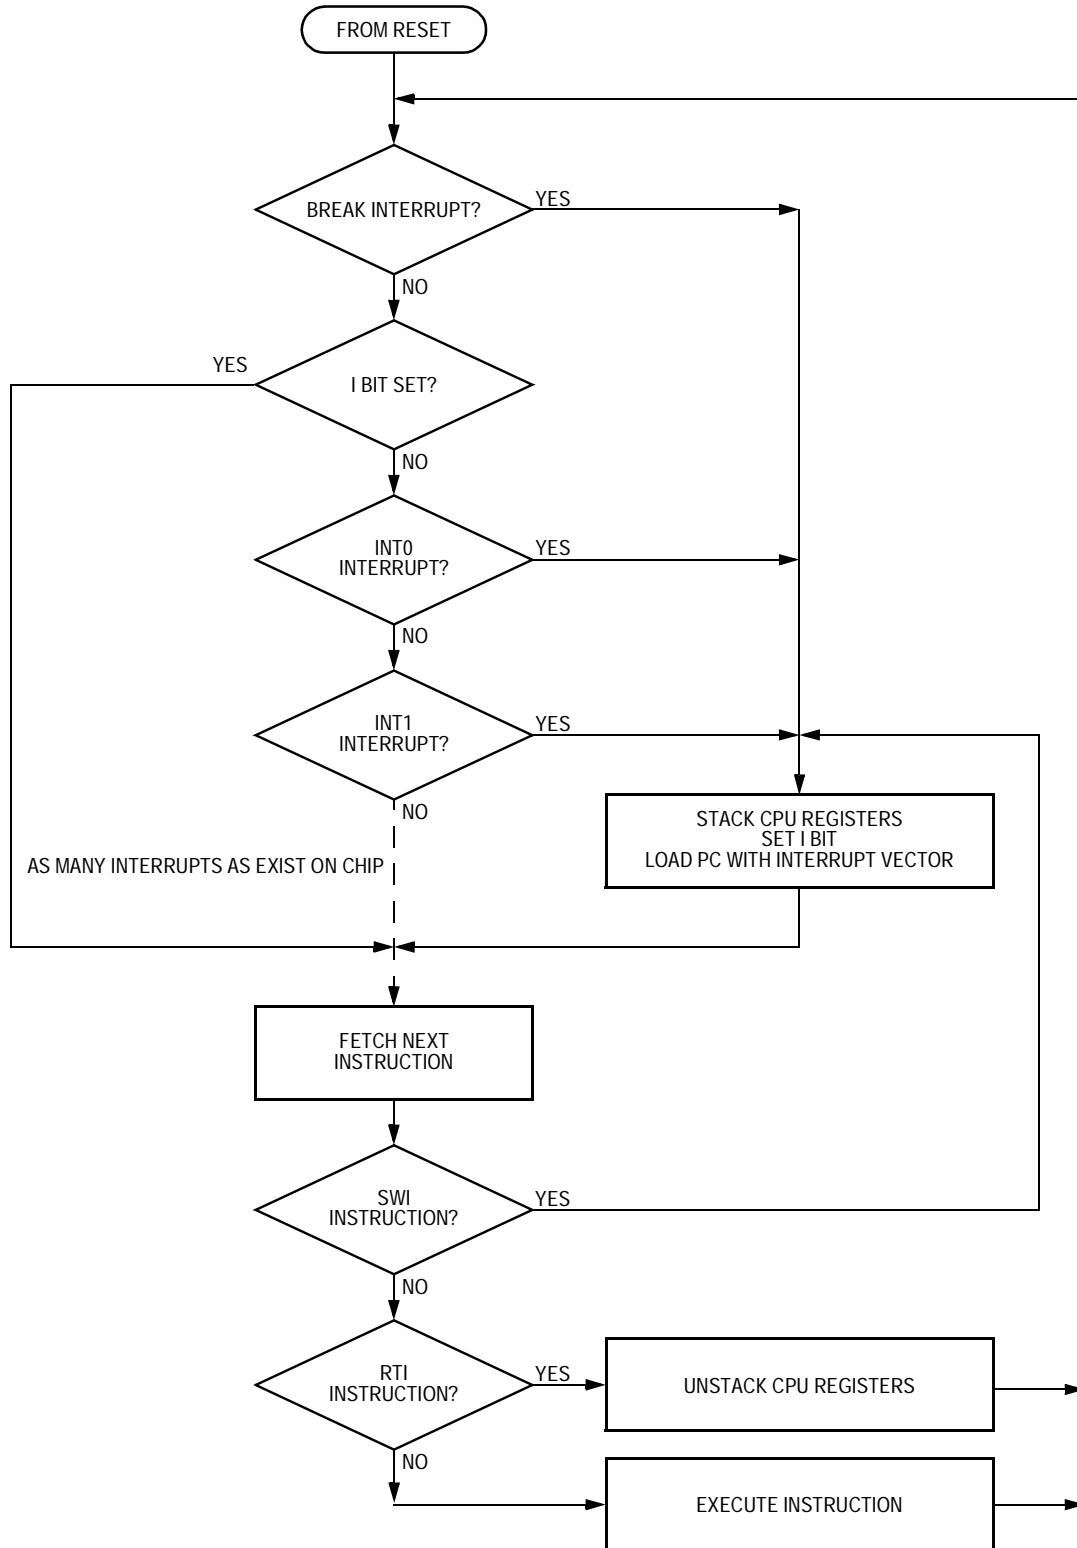 FROM RESET
BREAK INTERRUPT?
YES
NO
YES
I BIT SET?
NO
INT0
INTERRUPT?
YES
NO
INT1
INTERRUPT?
YES
NO
STACK CPU REGISTERS
SET I BIT
LOAD PC WITH INTERRUPT VECTOR
AS MANY INTERRUPTS AS EXIST ON CHIP
FETCH NEXT
INSTRUCTION
SWI
INSTRUCTION?
YES
NO
RTI
INSTRUCTION?
YES
UNSTACK CPU REGISTERS
NO
EXECUTE INSTRUCTION